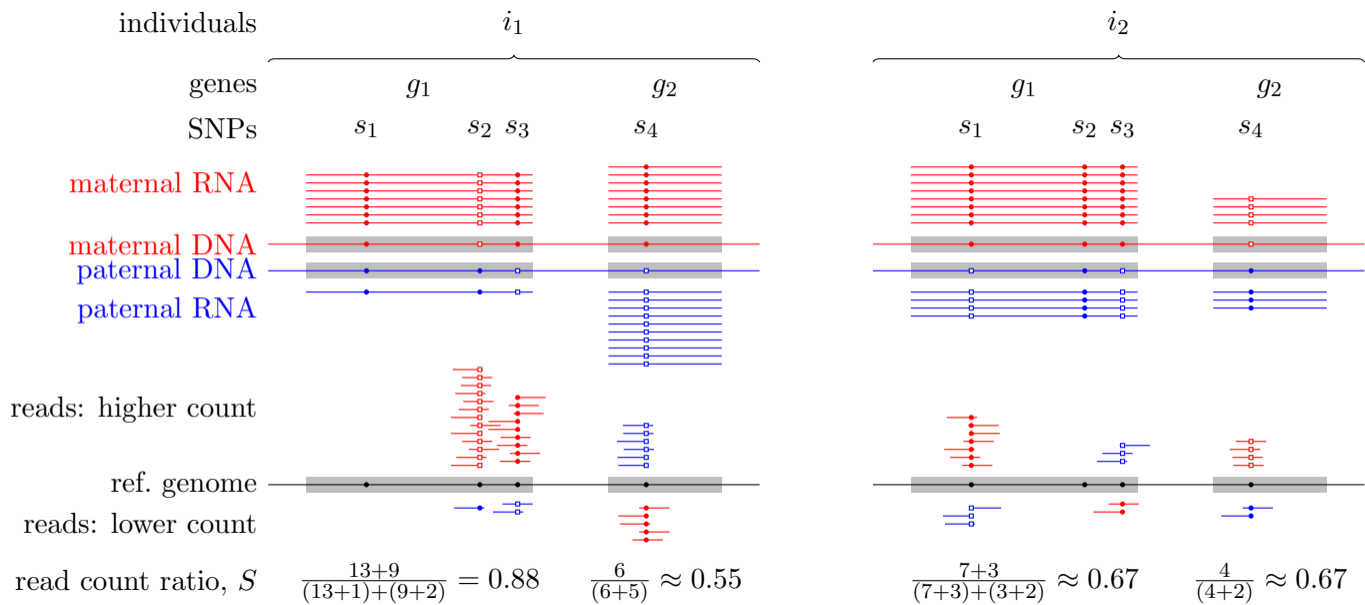 individuals i₁ i₂
genes g₁ g₂ g₁ g₂
SNPs s₁ s₂ s₃ s₄ s₁ s₂ s₃ s₄
maternal RNA
maternal DNA
paternal DNA
paternal RNA
reads: higher count
ref. genome
reads: lower count
read count ratio, S 13+9/(13+1)+(9+2) = 0.88 6/(6+5) ≈ 0.55 7+3/(7+3)+(3+2) ≈ 0.67 4/(4+2) ≈ 0.67